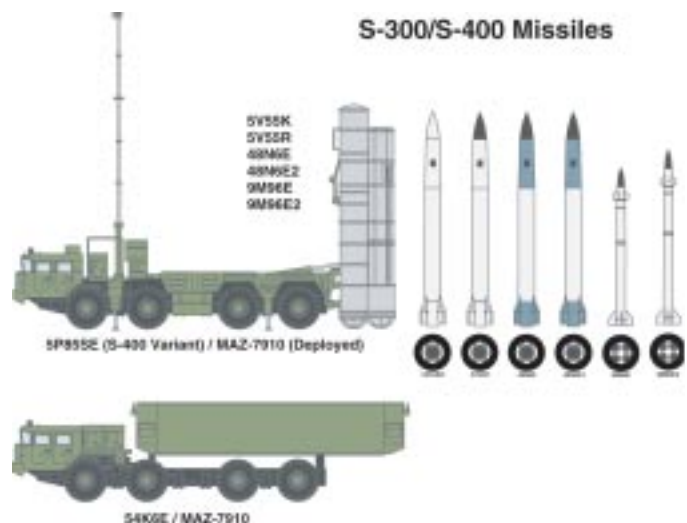 S-300/S-400 Missiles
5V55K
5V55R
48N6E
48N6E2
9M96E
9M96E2
5P85SE (S-400 Variant) / MAZ-7910 (Deployed)
54K6E / MAZ-7910